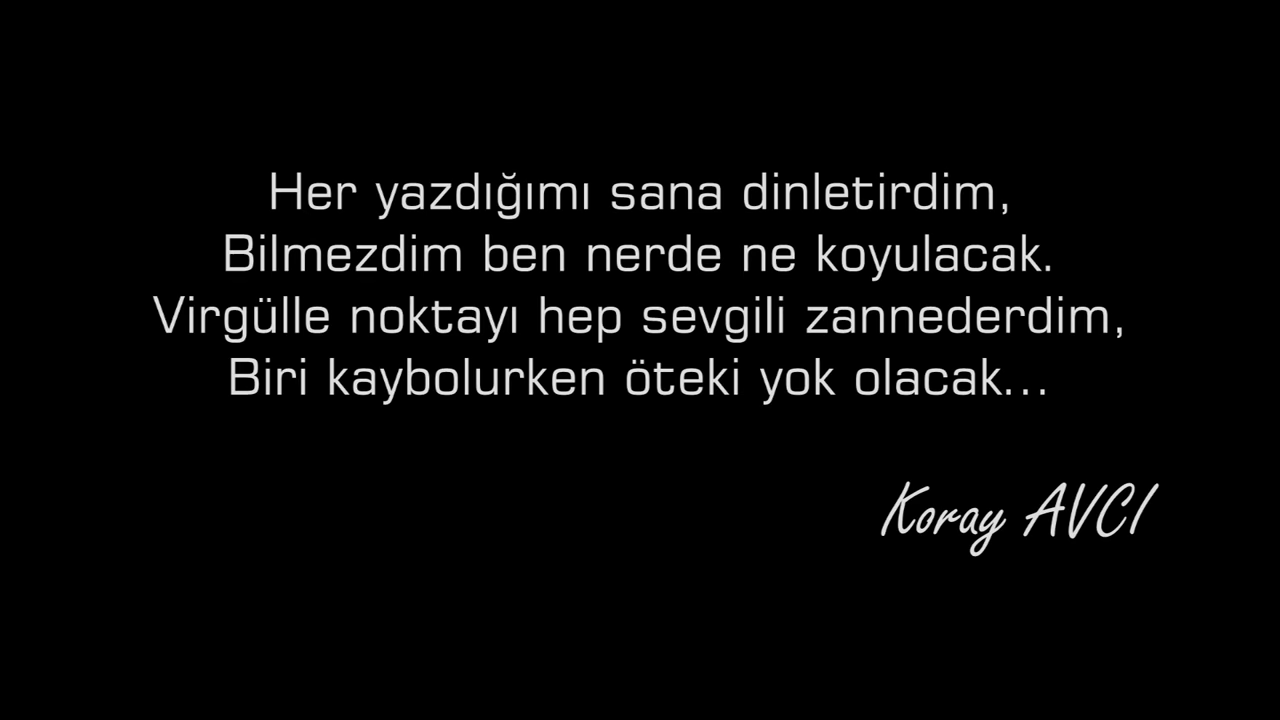 Her yazdığımı sana dinletirdim,
Bilmezdim ben nerde ne koyulacak.
Virgülle noktayı hep sevgili zannederdim,
Biri kaybolurken öteki yok olacak...
Koray AVCI